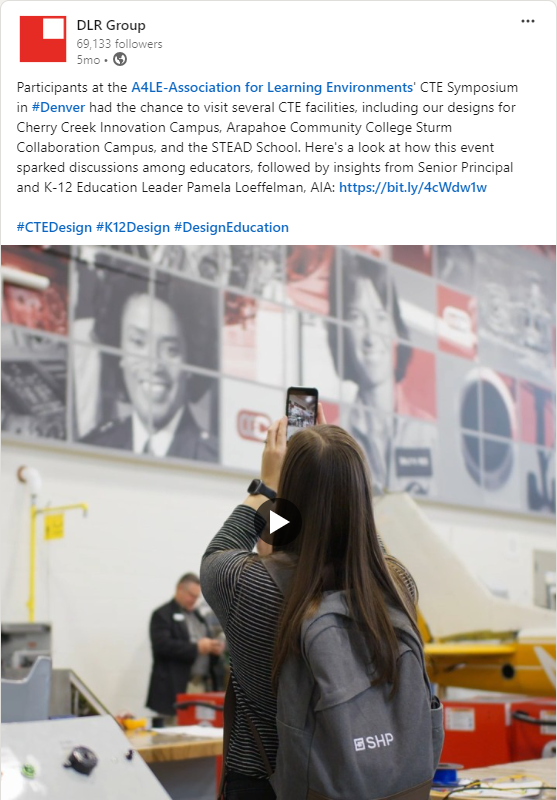 DLR Group
69,133 followers
5mo •
Participants at the A4LE-Association for Learning Environments' CTE Symposium
in #Denver had the chance to visit several CTE facilities, including our designs for
Cherry Creek Innovation Campus, Arapahoe Community College Sturm
Collaboration Campus, and the STEAD School. Here's a look at how this event
sparked discussions among educators, followed by insights from Senior Principal
and K-12 Education Leader Pamela Loeffelman, AIA: https://bit.ly/4cWdw1w
#CTEDesign #K12Design #DesignEducation
SHP